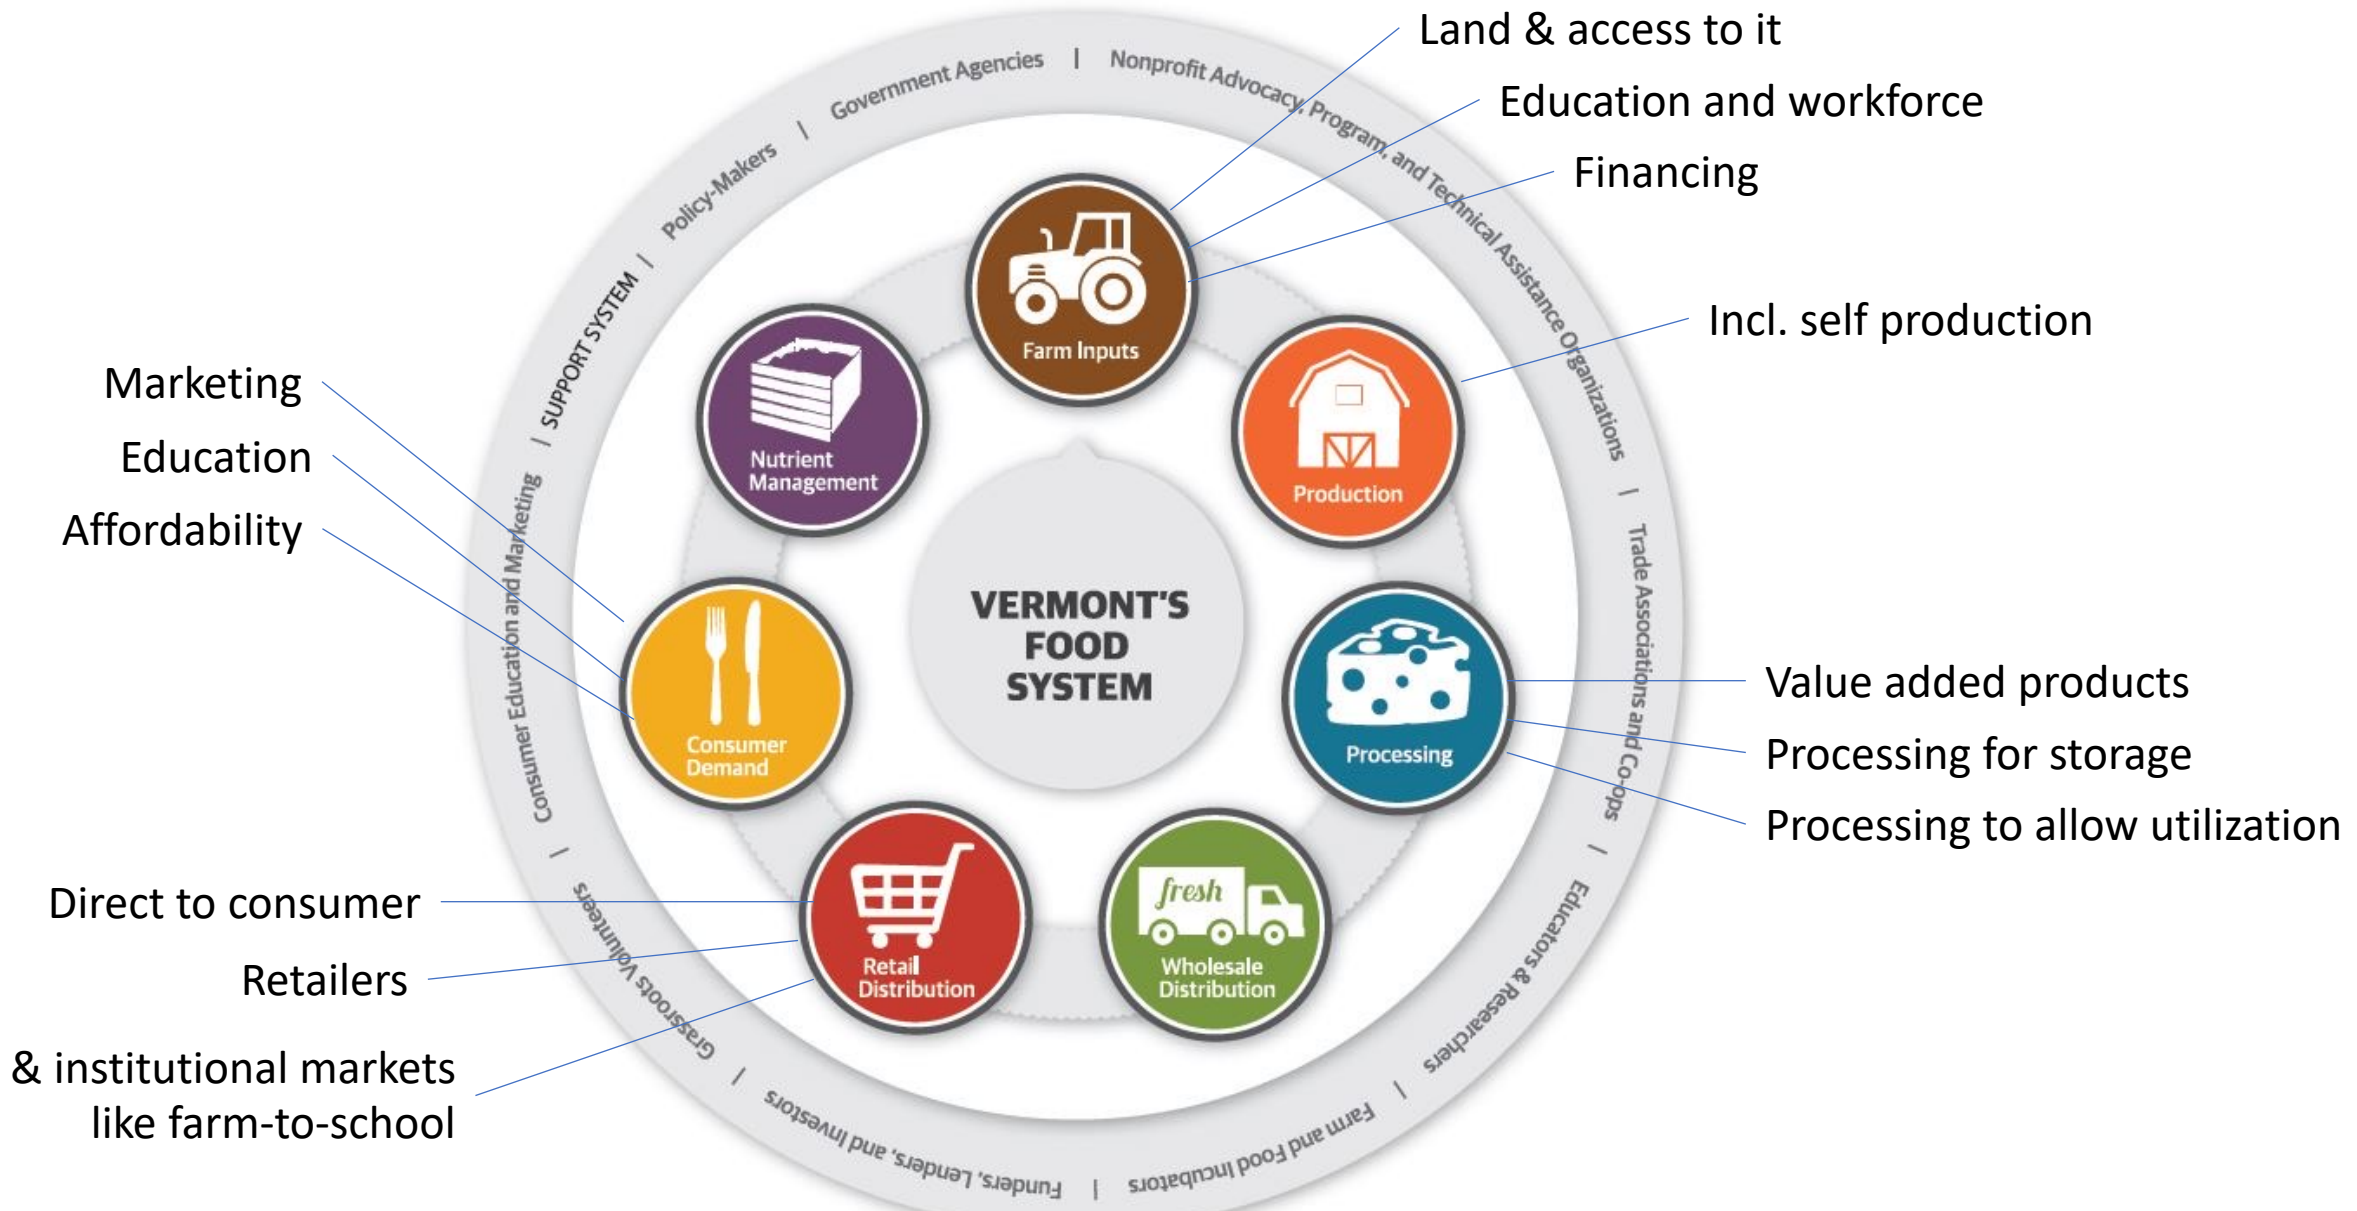 Land & access to it
Education and workforce
Financing
Incl. self production
Value added products
Processing for storage
Processing to allow utilization
Marketing
Education
Affordability
Direct to consumer
Retailers
& institutional markets
like farm-to-school
| SUPPORT SYSTEM | Policy-Makers | Government Agencies | Nonprofit Advocacy, Program, and Technical Assistance Organizations | Trade Associations and Co-ops | Educators & Researchers | Farm and Food Incubators | Funders, Lenders, and Investors | Grassroots Volunteers | Consumer Education and Marketing
Farm Inputs
Production
Processing
fresh
Wholesale
Distribution
Retail
Distribution
Consumer
Demand
Nutrient
Management
VERMONT'S
FOOD
SYSTEM